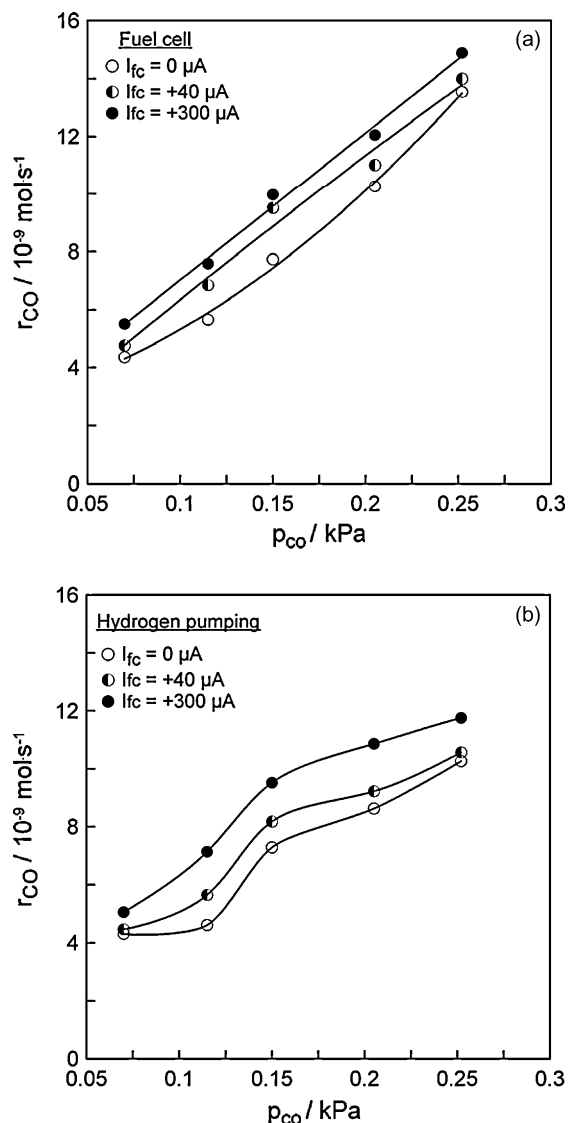 (a)
Fuel cell
Ifc = 0 μA
Ifc = +40 μA
Ifc = +300 μA
16
12
8
4
0
rCO / 10-9 mol·s-1
0.05 0.1 0.15 0.2 0.25 0.3
pco / kPa
(b)
Hydrogen pumping
Ifc = 0 μA
Ifc = +40 μA
Ifc = +300 μA
16
12
8
4
0
rCO / 10-9 mol·s-1
0.05 0.1 0.15 0.2 0.25 0.3
pco / kPa